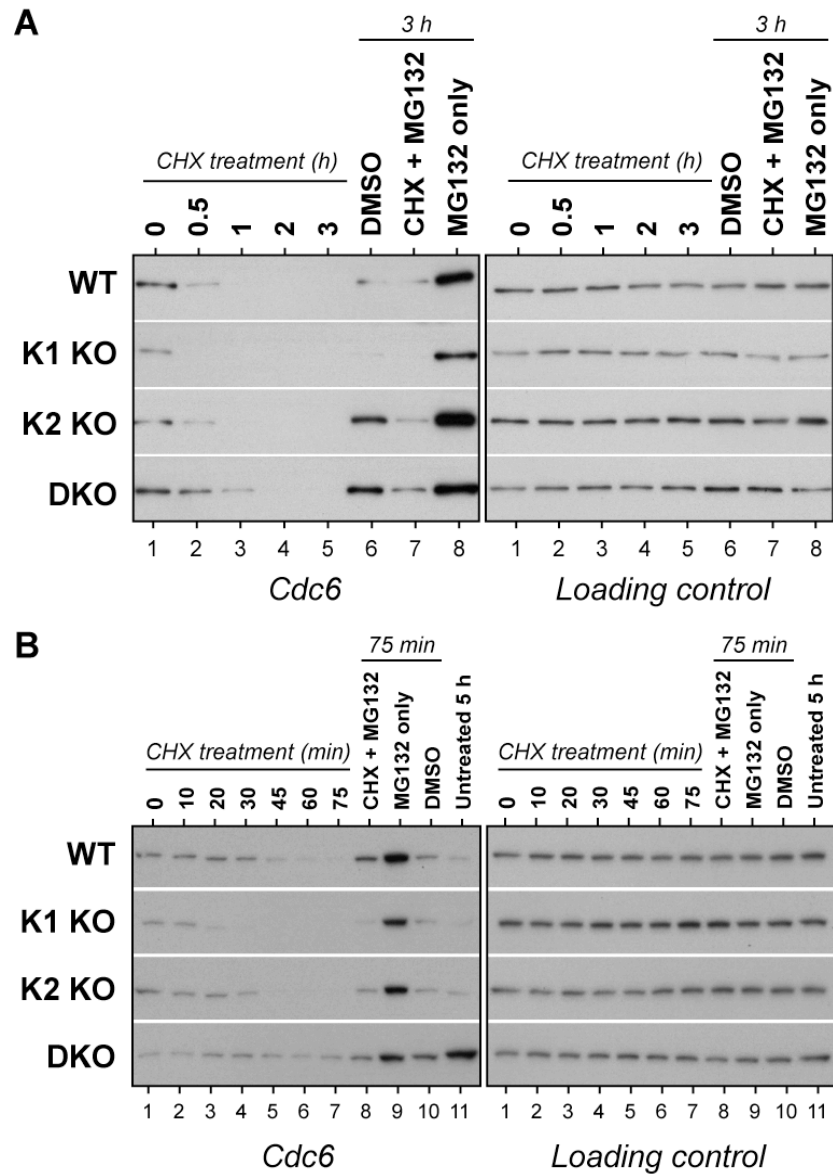 A
3 h 3 h
CHX treatment (h) DMSO CHX + MG132 MG132 only CHX treatment (h) DMSO CHX + MG132 MG132 only
0 0.5 1 2 3 0 0.5 1 2 3
WT
K1 KO
K2 KO
DKO
1 2 3 4 5 6 7 8 1 2 3 4 5 6 7 8
Cdc6 Loading control
B
75 min 75 min
CHX treatment (min) CHX + MG132 MG132 only DMSO Untreated 5 h CHX treatment (min) CHX + MG132 MG132 only DMSO Untreated 5 h
0 10 20 30 45 60 75 0 10 20 30 45 60 75
WT
K1 KO
K2 KO
DKO
1 2 3 4 5 6 7 8 9 10 11 1 2 3 4 5 6 7 8 9 10 11
Cdc6 Loading control